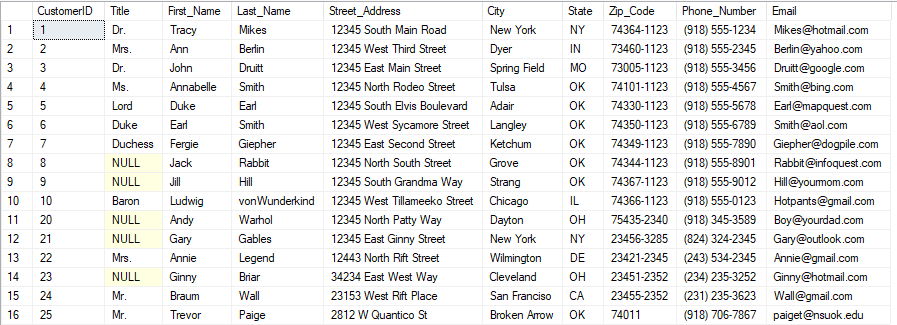 CustomerID Title First_Name Last_Name Street_Address City State Zip_Code Phone_Number Email
1 1 Dr. Tracy Mikes 12345 South Main Road New York NY 74364-1123 (918) 555-1234 Mikes@hotmail.com
2 2 Mrs. Ann Berlin 12345 West Third Street Dyer IN 73460-1123 (918) 555-2345 Berlin@yahoo.com
3 3 Dr. John Druitt 12345 East Main Street Spring Field MO 73005-1123 (918) 555-3456 Druitt@google.com
4 4 Ms. Annabelle Smith 12345 North Rodeo Street Tulsa OK 74101-1123 (918) 555-4567 Smith@bing.com
5 5 Lord Duke Earl 12345 South Elvis Boulevard Adair OK 74330-1123 (918) 555-5678 Earl@mapquest.com
6 6 Duke Earl Smith 12345 West Sycamore Street Langley OK 74350-1123 (918) 555-6789 Smith@aol.com
7 7 Duchess Fergie Giepher 12345 East Second Street Ketchum OK 74349-1123 (918) 555-7890 Giepher@dogpile.com
8 8 NULL Jack Rabbit 12345 North South Street Grove OK 74344-1123 (918) 555-8901 Rabbit@infoquest.com
9 9 NULL Jill Hill 12345 South Grandma Way Strang OK 74367-1123 (918) 555-9012 Hill@yourmom.com
10 10 Baron Ludwig vonWunderkind 12345 West Tillameeko Street Chicago IL 74366-1123 (918) 555-0123 Hotpants@gmail.com
11 20 NULL Andy Warhol 12345 North Patty Way Dayton OH 75435-2340 (918) 345-3589 Boy@yourdad.com
12 21 NULL Gary Gables 12345 East Ginny Street New York NY 23456-3285 (824) 324-2345 Gary@outlook.com
13 22 Mrs. Annie Legend 12443 North Rift Street Wilmington DE 23421-2345 (243) 534-2345 Annie@gmail.com
14 23 NULL Ginny Briar 34234 East West Way Cleveland OH 23451-2352 (234) 235-3252 Ginny@hotmail.com
15 24 Mr. Braum Wall 23153 West Rift Place San Franciso CA 23455-2352 (231) 235-3623 Wall@gmail.com
16 25 Mr. Trevor Paige 2812 W Quantico St Broken Arrow OK 74011 (918) 706-7867 paiget@nsuok.edu